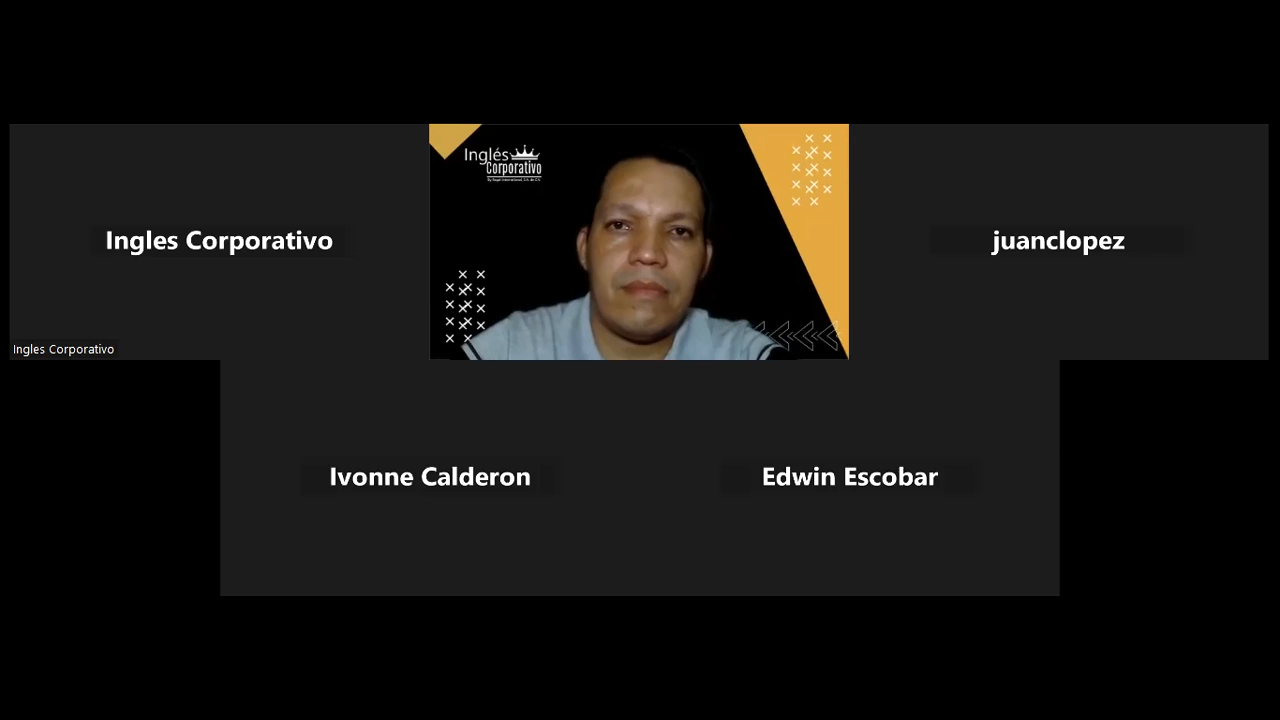 Ingles Corporativo
Ingles Corporativo
Inglés
Corporativo
juanclopez
Ivonne Calderon
Edwin Escobar